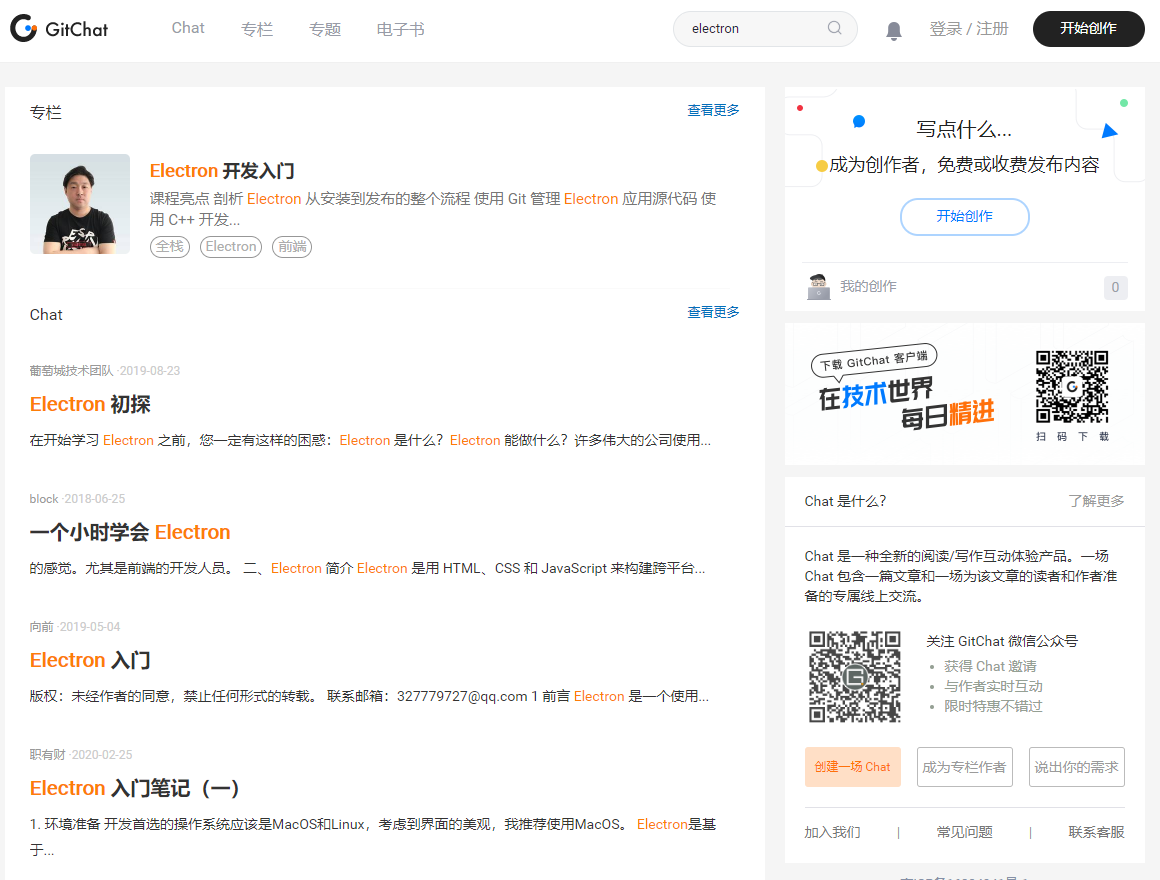 GitChat
Chat
专栏
专题
电子书
electron
登录 / 注册
开始创作
专栏
查看更多
Electron 开发入门
课程亮点 剖析 Electron 从安装到发布的整个流程 使用 Git 管理 Electron 应用源代码 使
用 C++ 开发...
全栈
Electron
前端
Chat
查看更多
葡萄城技术团队 ·2019-08-23
Electron 初探
在开始学习 Electron 之前，您一定有这样的困惑：Electron 是什么？Electron 能做什么？许多伟大的公司使用...
block ·2018-06-25
一个小时学会 Electron
的感觉。尤其是前端的开发人员。 二、Electron 简介 Electron 是用 HTML、CSS 和 JavaScript 来构建跨平台...
向前 ·2019-05-04
Electron 入门
版权：未经作者的同意，禁止任何形式的转载。 联系邮箱：327779727@qq.com 1 前言 Electron 是一个使用...
职有财 ·2020-02-25
Electron 入门笔记（一）
1. 环境准备 开发首选的操作系统应该是MacOS和Linux，考虑到界面的美观，我推荐使用MacOS。 Electron是基
于...
写点什么...
成为创作者，免费或收费发布内容
开始创作
我的创作
0
下载 GitChat 客户端
在技术世界
每日精进
扫 码 下 载
Chat 是什么?
了解更多
Chat 是一种全新的阅读/写作互动体验产品。一场
Chat 包含一篇文章和一场为该文章的读者和作者准
备的专属线上交流。
关注 GitChat 微信公众号
• 获得 Chat 邀请
• 与作者实时互动
• 限时特惠不错过
创建一场 Chat
成为专栏作者
说出你的需求
加入我们 | 常见问题 | 联系客服